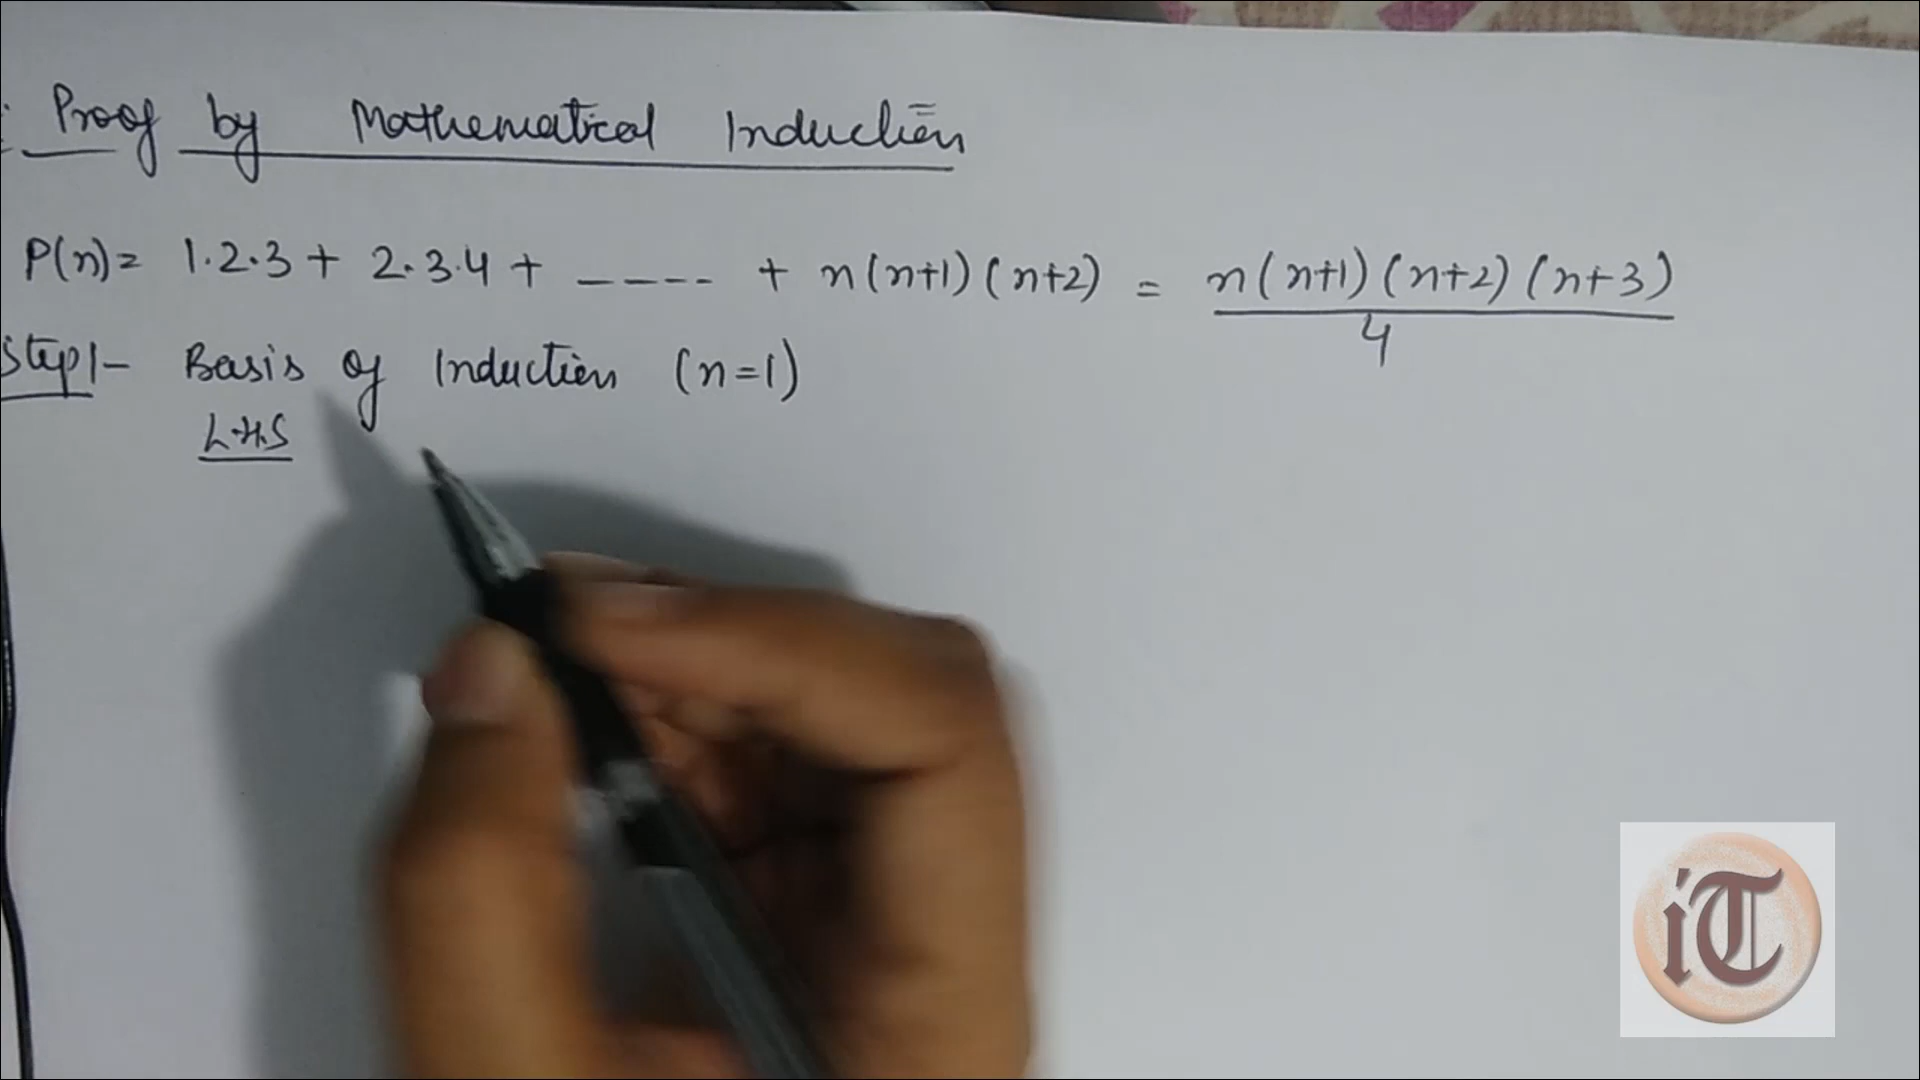 Proof by Mathematical Induction
P(n)= 1.2.3 + 2.3.4 + ---- + n(n+1)(n+2) = n(n+1)(n+2)(n+3)
4
Step1- Basis of Induction (n=1)
L.H.S
iT